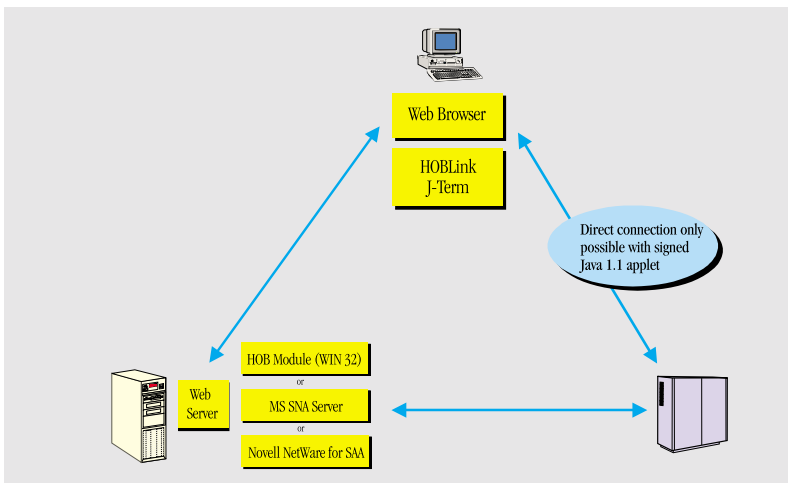 Web Browser
HOBLink
J-Term
Direct connection only
possible with signed
Java 1.1 applet
Web
Server
HOB Module (WIN 32)
or
MS SNA Server
or
Novell NetWare for SAA